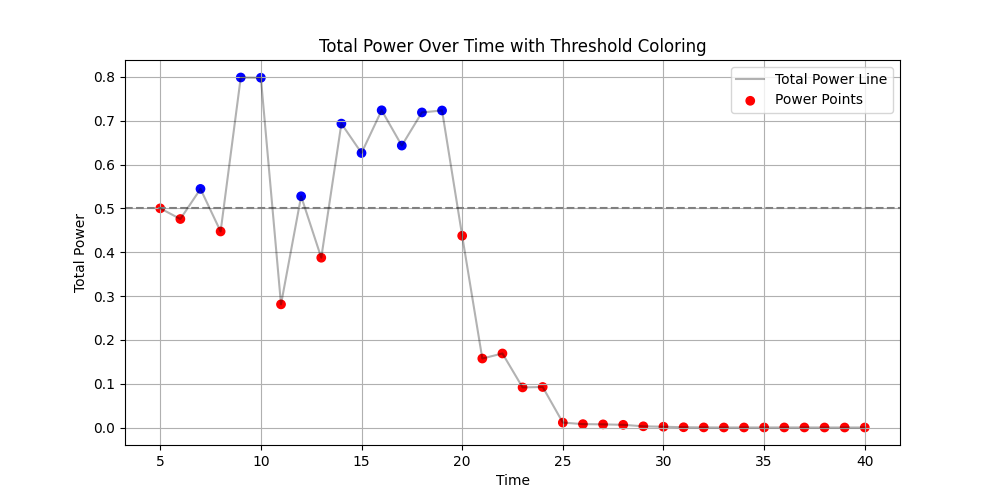 Total Power Over Time with Threshold Coloring
Total Power Line
Power Points
Total Power
0.8
0.7
0.6
0.5
0.4
0.3
0.2
0.1
0.0
5 10 15 20 25 30 35 40
Time